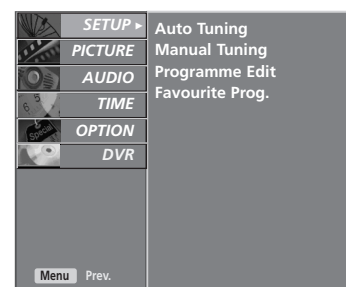 SETUP
PICTURE
AUDIO
TIME
OPTION
DVR
Auto Tuning
Manual Tuning
Programme Edit
Favourite Prog.
Menu Prev.